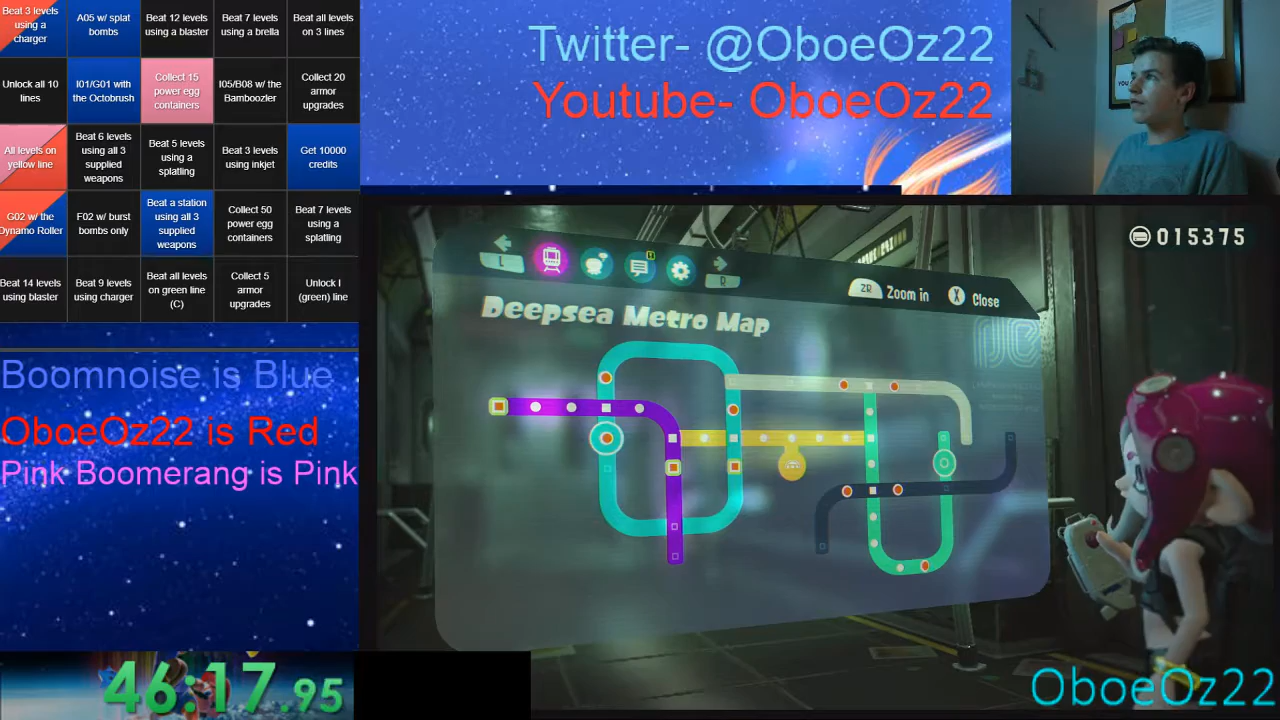 Beat 3 levels
using a
charger
A05 w/ splat
bombs
Beat 12 levels
using a blaster
Beat 7 levels
using a brella
Beat all levels
on 3 lines
Unlock all 10
lines
I01/G01 with
the Octobrush
Collect 15
power egg
containers
I05/B08 w/ the
Bamboozler
Collect 20
armor
upgrades
All levels on
yellow line
Beat 6 levels
using all 3
supplied
weapons
Beat 5 levels
using a
splatling
Beat 3 levels
using inkjet
Get 10000
credits
G02 w/ the
Dynamo Roller
F02 w/ burst
bombs only
Beat a station
using all 3
supplied
weapons
Collect 50
power egg
containers
Beat 7 levels
using a
splatling
Beat 14 levels
using blaster
Beat 9 levels
using charger
Beat all levels
on green line
(C)
Collect 5
armor
upgrades
Unlock I
(green) line
Boomnoise is Blue
OboeOz22 is Red
Pink Boomerang is Pink
46:17.95
Twitter- @OboeOz22
Youtube- OboeOz22
015375
L
R
ZR Zoom in
X Close
Deepsea Metro Map
OboeOz22